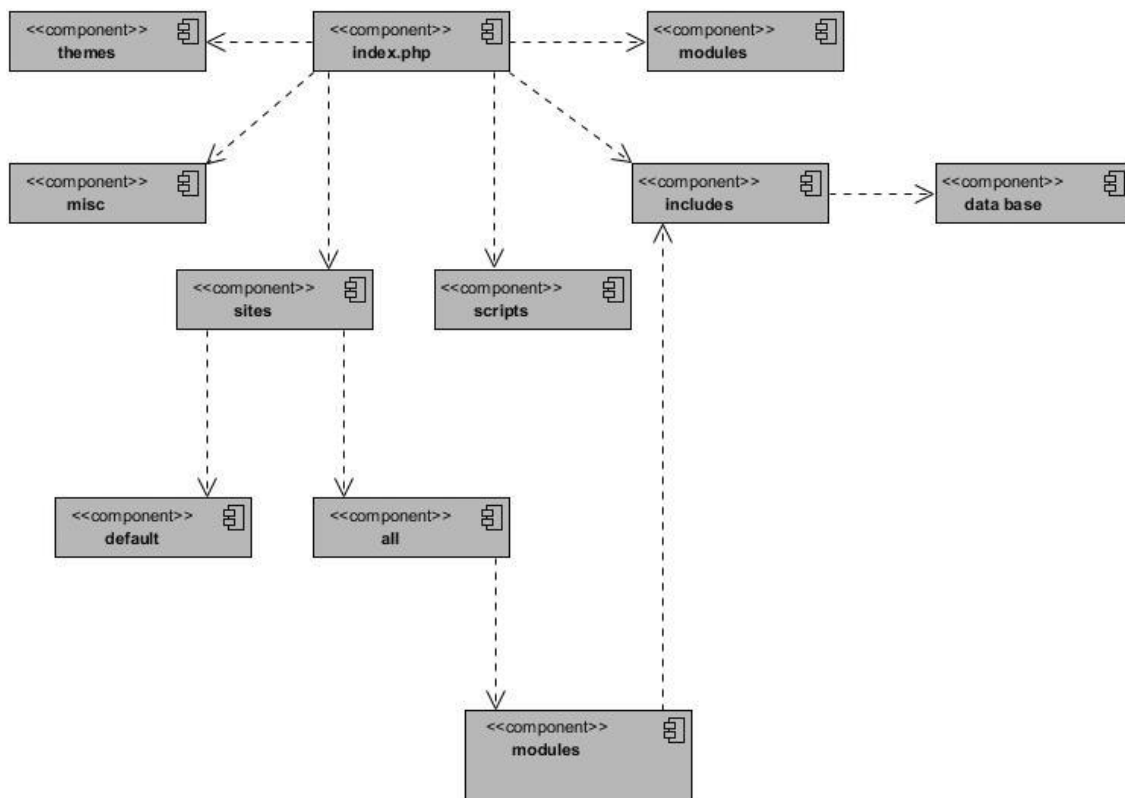 <<component>>
themes
<<component>>
index.php
<<component>>
modules
<<component>>
misc
<<component>>
includes
<<component>>
data base
<<component>>
sites
<<component>>
scripts
<<component>>
default
<<component>>
all
<<component>>
modules